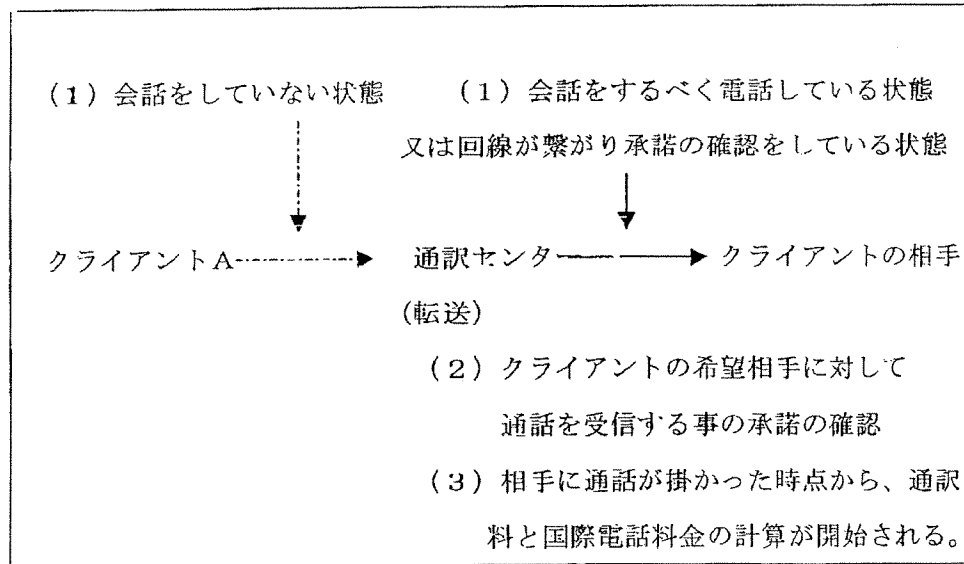 (1)会話をしていない状態
(1)会話をするべく電話している状態
又は回線が繋がり承諾の確認をしている状態
クライアントA 通訳センター クライアントの相手
(転送)
(2)クライアントの希望相手に対して
通話を受信する事の承諾の確認
(3)相手に通話が掛かった時点から、通訳
料と国際電話料金の計算が開始される。